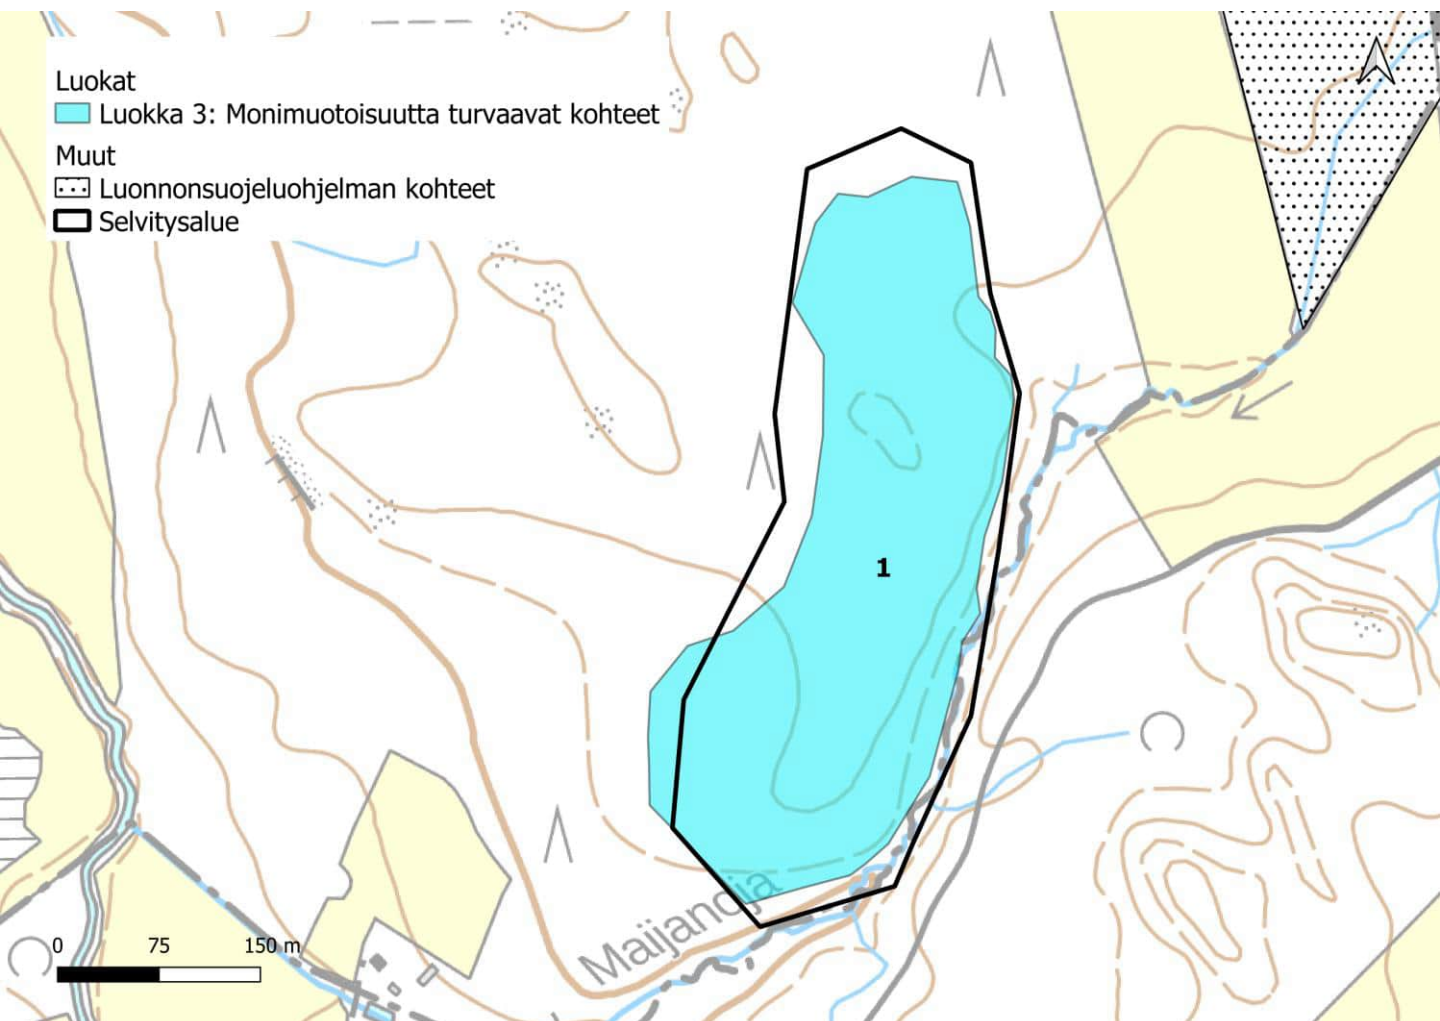 Luokat
Luokka 3: Monimuotoisuutta turvaavat kohteet
Muut
Luonnonsuojeluohjelman kohteet
Selvitysalue
1
Maijanoja
0 75 150 m